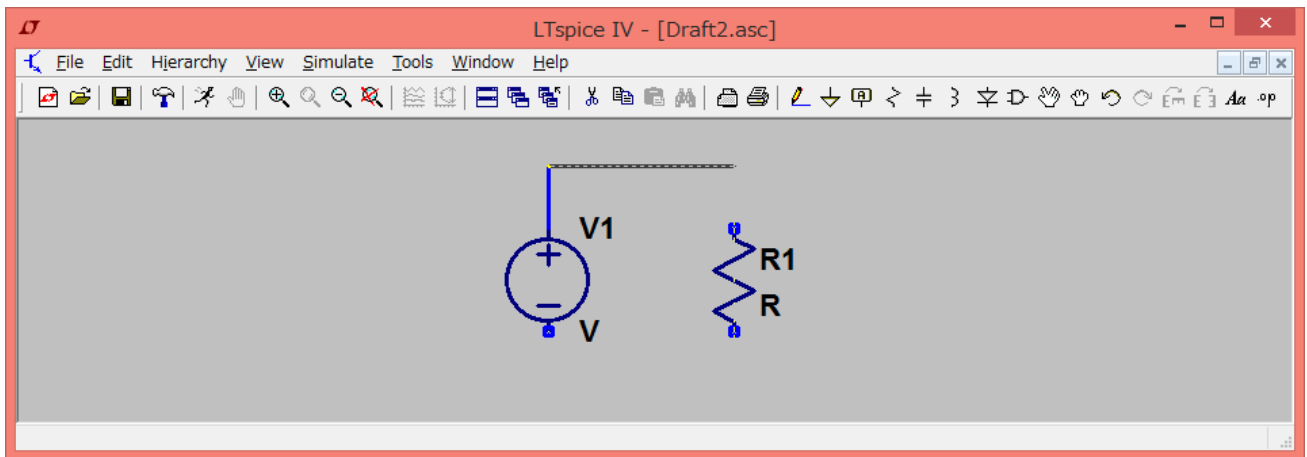 LTspice IV - [Draft2.asc]
File Edit Hierarchy View Simulate Tools Window Help
Aa .op
V1
R1
R
V